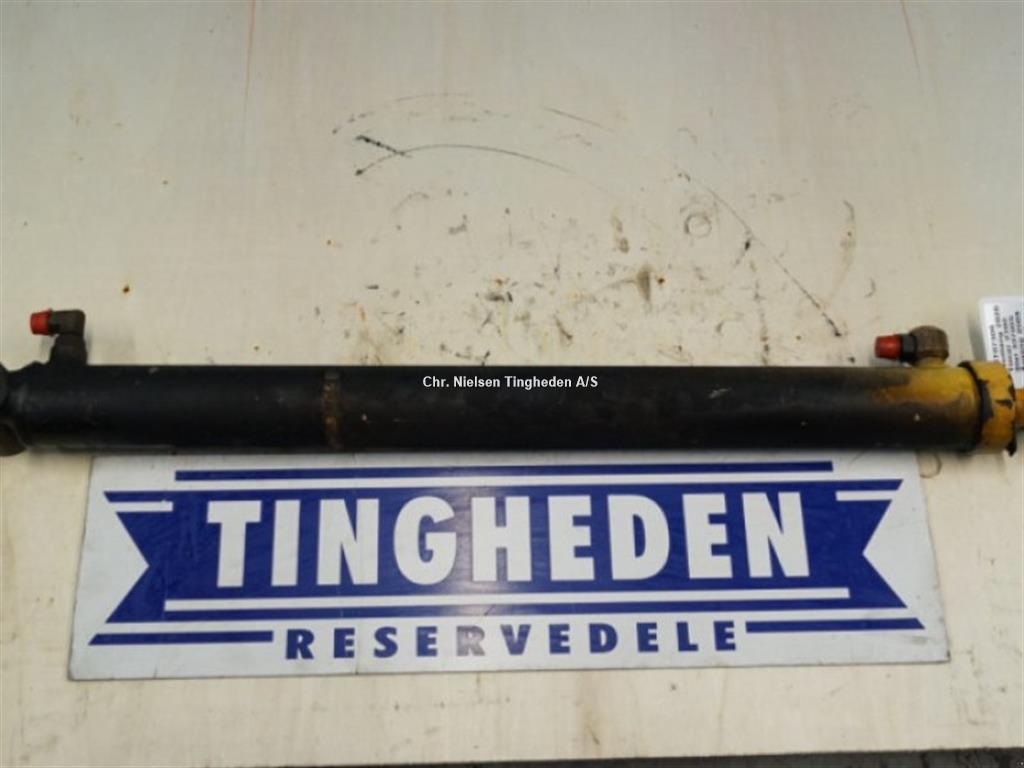 Chr. Nielsen Tingheden A/S
TINGHEDEN
RESERVEDELE